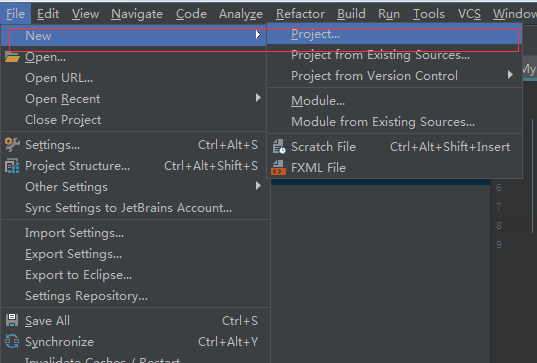 File Edit View Navigate Code Analyze Refactor Build Run Tools VCS Window
New
Project...
Open...
Project from Existing Sources...
My
Open URL...
Project from Version Control
Open Recent
Close Project
Module...
Module from Existing Sources...
Settings... Ctrl+Alt+S
Scratch File Ctrl+Alt+Shift+Insert
Project Structure... Ctrl+Alt+Shift+S
FXML File
Other Settings
6
Sync Settings to JetBrains Account...
7
Import Settings...
8
Export Settings...
9
Export to Eclipse...
Settings Repository...
Save All Ctrl+S
Synchronize Ctrl+Alt+Y
Invalidate Caches / Restart